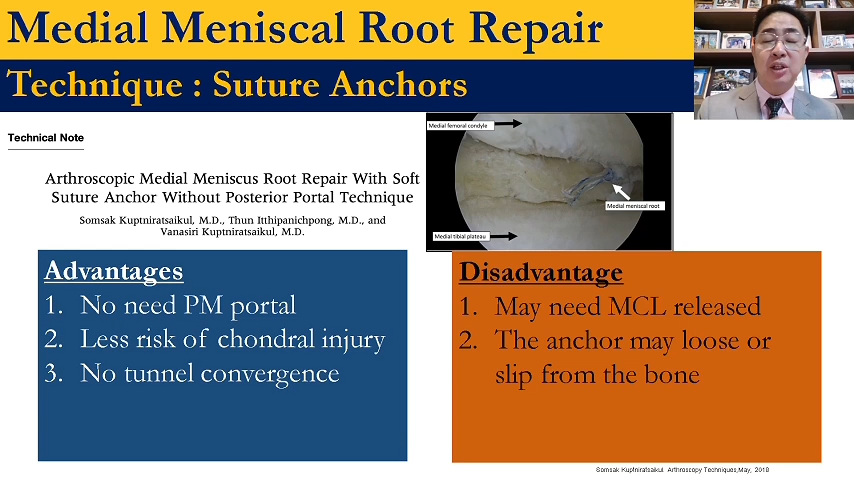 Medial Meniscal Root Repair
Technique : Suture Anchors
Technical Note
Arthroscopic Medial Meniscus Root Repair With Soft
Suture Anchor Without Posterior Portal Technique
Somsak Kuptniratsaikul, M.D., Thun Itthipanichpong, M.D., and
Vanasiri Kuptniratsaikul, M.D.
Medial femoral condyle
Medial meniscal root
Medial tibial plateau
Advantages
1. No need PM portal
2. Less risk of chondral injury
3. No tunnel convergence
Disadvantage
1. May need MCL released
2. The anchor may loose or
slip from the bone
Somsak Kuptniratsaikul Arthroscopy Techniques,May, 2018